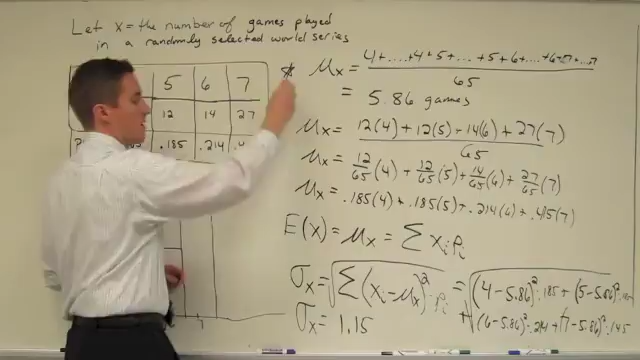 Let X = the number of games played
in a randomly selected world series
5 6 7
12 14 27
.185 .214
* μx = 4+....+4+5+...+5+6+...+6+7+...7 / 65
= 5.86 games
μx = 12(4)+12(5)+14(6)+27(7) / 65
μx = 12/65 (4) + 12/65 (5) + 14/65 (6) + 27/65 (7)
μx = .185(4)+.185(5)+.214(6)+.415(7)
E(x) = μx = Σ xᵢpᵢ
σx = √Σ(xᵢ-μx)²·pᵢ = √(4-5.86)²·.185 + (5-5.86)²
+ (6-5.86)²·.214 + (7-5.86)²·.145
σx = 1.15